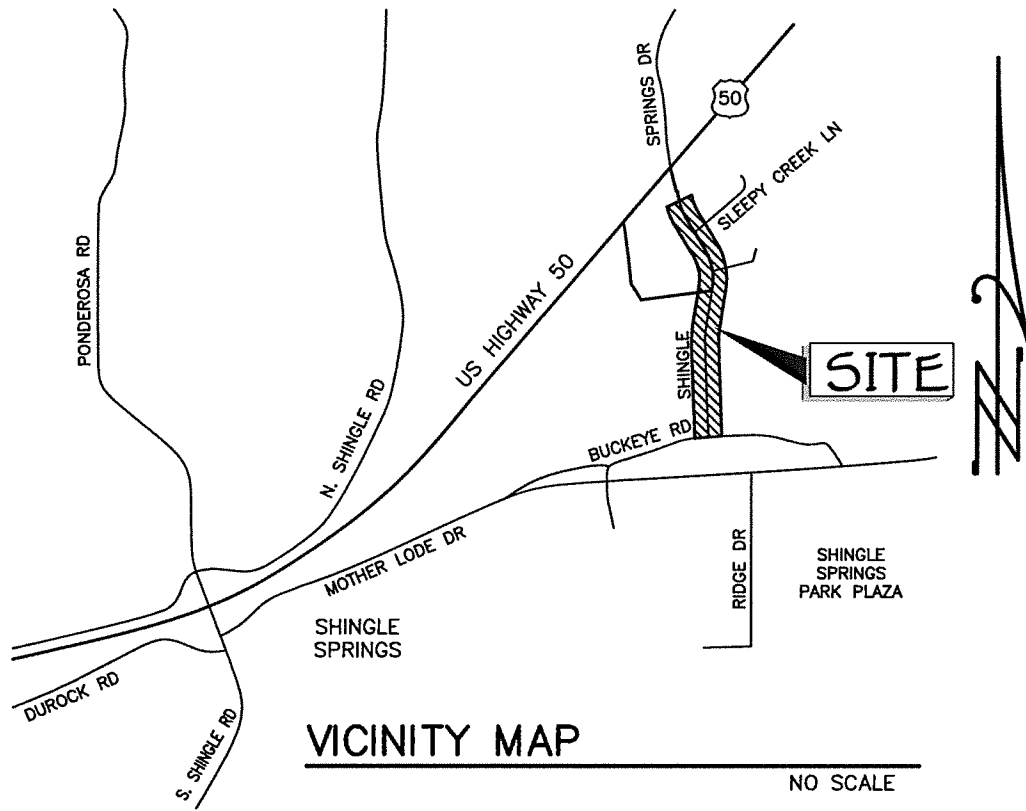 SPRINGS DR
50
SLEEPY CREEK LN
PONDEROSA RD
US HIGHWAY 50
SHINGLE
SITE
N
N. SHINGLE RD
BUCKEYE RD
MOTHER LODE DR
RIDGE DR
SHINGLE
SPRINGS
PARK PLAZA
SHINGLE
SPRINGS
DUROCK RD
S. SHINGLE RD
VICINITY MAP
NO SCALE